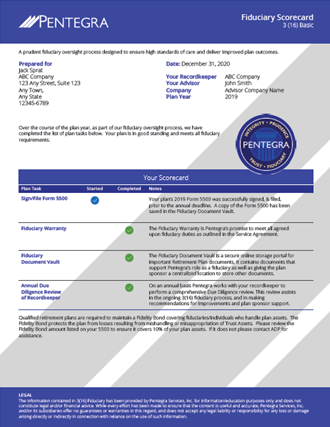 PENTEGRA
Fiduciary Scorecard
3 (16) Basic
A prudent fiduciary oversight process designed to ensure high standards of care and deliver improved plan outcomes.
Prepared for
Jack Sprat
ABC Company
123 Any Street, Suite 123
Any Town,
Any State
12345-6789
Date: December 31, 2020
Your Recordkeeper ABC Company
Your Advisor John Smith
Company Advisor Company Name
Plan Year 2019
Over the course of the plan year, as part of our fiduciary oversight process, we have
completed the list of plan tasks below. Your plan is in good standing and meets all fiduciary
requirements.
INTEGRITY • PRUDENCE
PENTEGRA
TRUST • FIDUCIARY
Your Scorecard
Plan Task Started Completed Notes
Sign/File Form 5500
Your plan's 2019 Form 5500 was successfully signed, & filed,
prior to the annual deadline. A copy of the Form 5500 has been
saved in the Fiduciary Document Vault.
Fiduciary Warranty
The Fiduciary Warranty is Pentegra's promise to meet all agreed
upon fiduciary duties as outlined in the Service Agreement.
Fiduciary
Document Vault
The Fiduciary Document Vault is a secure online storage portal for
important Retirement Plan documents. It contains documents that
support Pentegra's role as a fiduciary as well as giving the plan
sponsor a centralized location to store other documents.
Annual Due
Diligence Review
of Recordkeeper
On an annual basis Pentegra works with your recordkeeper to
perform a comprehensive Due Diligence review. This review assists
in the ongoing 3(16) fiduciary process, and in making
recommendations for improvements and plan sponsor support.
Qualified retirement plans are required to maintain a Fidelity Bond covering fiduciaries/individuals who handle plan assets. The
Fidelity Bond protects the plan from losses resulting from mishandling or misappropriation of Trust Assets. Please review the
Fidelity Bond amount listed on your 5500 to ensure it covers 10% of your plan assets. If it does not please contact ADP for
assistance.
LEGAL
The information contained in 3(16) Fiduciary has been provided by Pentegra Services, Inc. for information/education purposes only and does not
constitute legal and/or financial advice. While every effort has been made to ensure that the content is useful and accurate, Pentegra Services, Inc.
and/or its subsidiaries offer no guarantees or warranties in this regard, and does not accept any legal liability or responsibility for any loss or damage
arising directly or indirectly in connection with reliance on the use of such information.